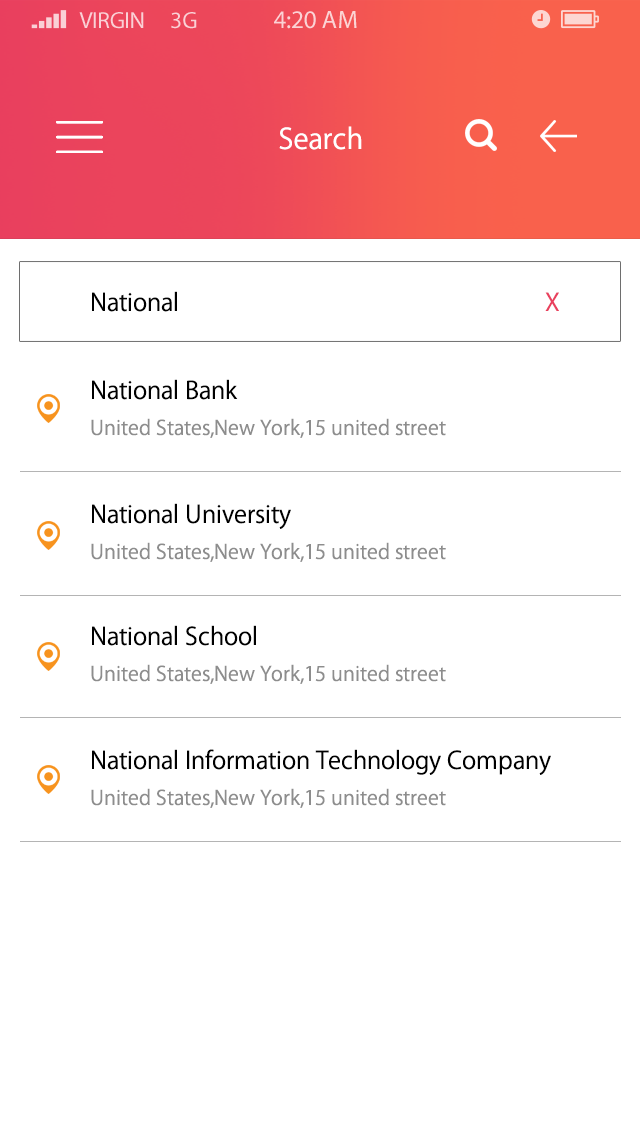 VIRGIN 3G 4:20 AM
Search
National X
National Bank
United States,New York,15 united street
National University
United States,New York,15 united street
National School
United States,New York,15 united street
National Information Technology Company
United States,New York,15 united street